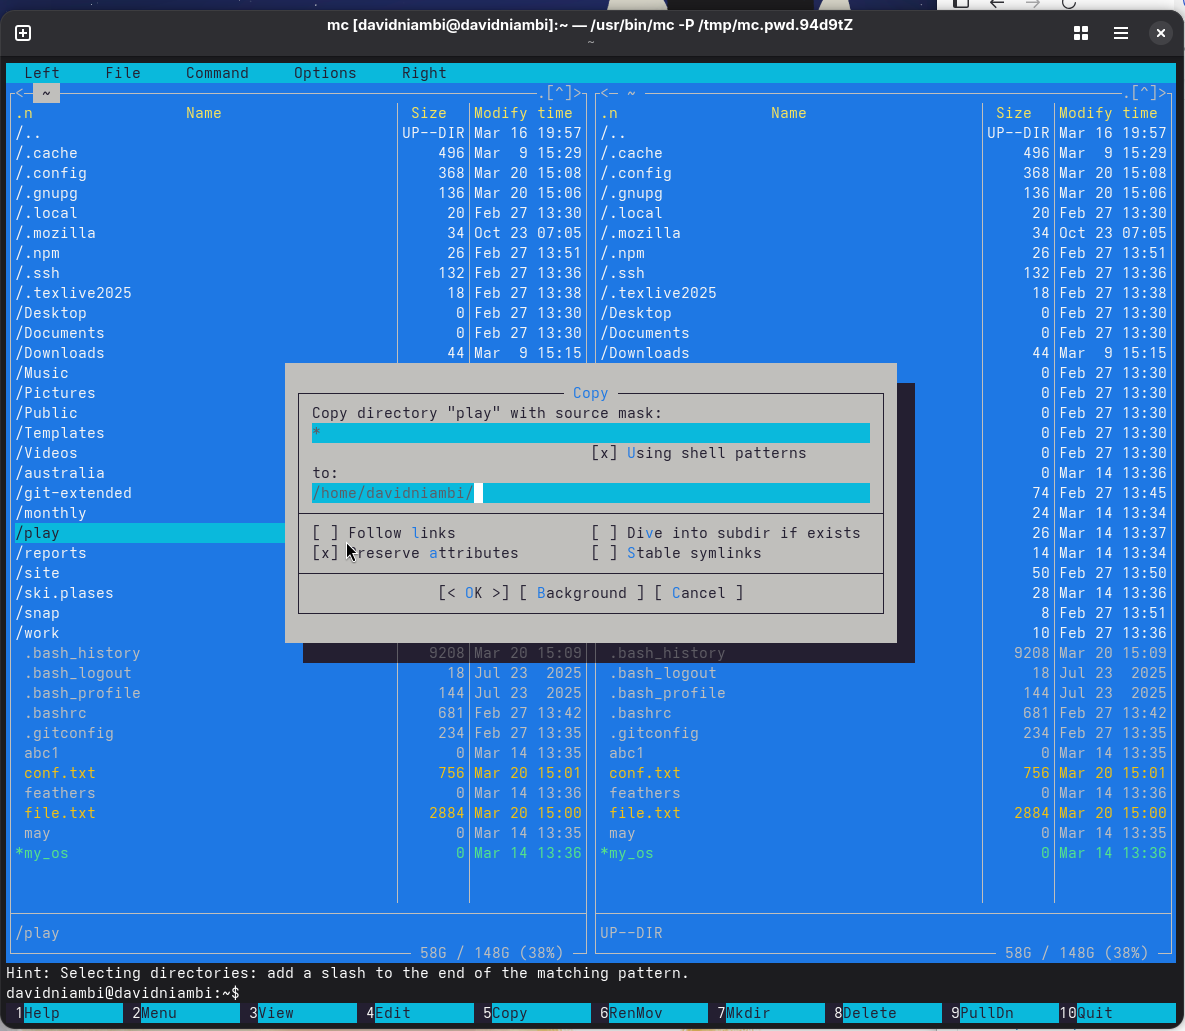 mc [davidniambi@davidniambi]:~ — /usr/bin/mc -P /tmp/mc.pwd.94d9tZ
~
Left File Command Options Right
<─ ~ .[^]> <─ ~ .[^]>
.n Name Size Modify time .n Name Size Modify time
/.. UP--DIR Mar 16 19:57 /.. UP--DIR Mar 16 19:57
/.cache 496 Mar 9 15:29 /.cache 496 Mar 9 15:29
/.config 368 Mar 20 15:08 /.config 368 Mar 20 15:08
/.gnupg 136 Mar 20 15:06 /.gnupg 136 Mar 20 15:06
/.local 20 Feb 27 13:30 /.local 20 Feb 27 13:30
/.mozilla 34 Oct 23 07:05 /.mozilla 34 Oct 23 07:05
/.npm 26 Feb 27 13:51 /.npm 26 Feb 27 13:51
/.ssh 132 Feb 27 13:36 /.ssh 132 Feb 27 13:36
/.texlive2025 18 Feb 27 13:38 /.texlive2025 18 Feb 27 13:38
/Desktop 0 Feb 27 13:30 /Desktop 0 Feb 27 13:30
/Documents 0 Feb 27 13:30 /Documents 0 Feb 27 13:30
/Downloads 44 Mar 9 15:15 /Downloads 44 Mar 9 15:15
/Music 0 Feb 27 13:30
/Pictures Copy 0 Feb 27 13:30
/Public Copy directory "play" with source mask: 0 Feb 27 13:30
/Templates * 0 Feb 27 13:30
/Videos [x] Using shell patterns 0 Feb 27 13:30
/australia to: 0 Mar 14 13:36
/git-extended /home/davidniambi/ 74 Feb 27 13:45
/monthly 24 Mar 14 13:34
/play [ ] Follow links [ ] Dive into subdir if exists 26 Mar 14 13:37
/reports [x] Preserve attributes [ ] Stable symlinks 14 Mar 14 13:34
/site 50 Feb 27 13:50
/ski.plases [< OK >] [ Background ] [ Cancel ] 28 Mar 14 13:36
/snap 8 Feb 27 13:51
/work 10 Feb 27 13:36
.bash_history 9208 Mar 20 15:09 .bash_history 9208 Mar 20 15:09
.bash_logout 18 Jul 23 2025 .bash_logout 18 Jul 23 2025
.bash_profile 144 Jul 23 2025 .bash_profile 144 Jul 23 2025
.bashrc 681 Feb 27 13:42 .bashrc 681 Feb 27 13:42
.gitconfig 234 Feb 27 13:35 .gitconfig 234 Feb 27 13:35
abc1 0 Mar 14 13:35 abc1 0 Mar 14 13:35
conf.txt 756 Mar 20 15:01 conf.txt 756 Mar 20 15:01
feathers 0 Mar 14 13:36 feathers 0 Mar 14 13:36
file.txt 2884 Mar 20 15:00 file.txt 2884 Mar 20 15:00
may 0 Mar 14 13:35 may 0 Mar 14 13:35
*my_os 0 Mar 14 13:36 *my_os 0 Mar 14 13:36
/play UP--DIR
58G / 148G (38%) 58G / 148G (38%)
Hint: Selecting directories: add a slash to the end of the matching pattern.
davidniambi@davidniambi:~$
1Help 2Menu 3View 4Edit 5Copy 6RenMov 7Mkdir 8Delete 9PullDn 10Quit